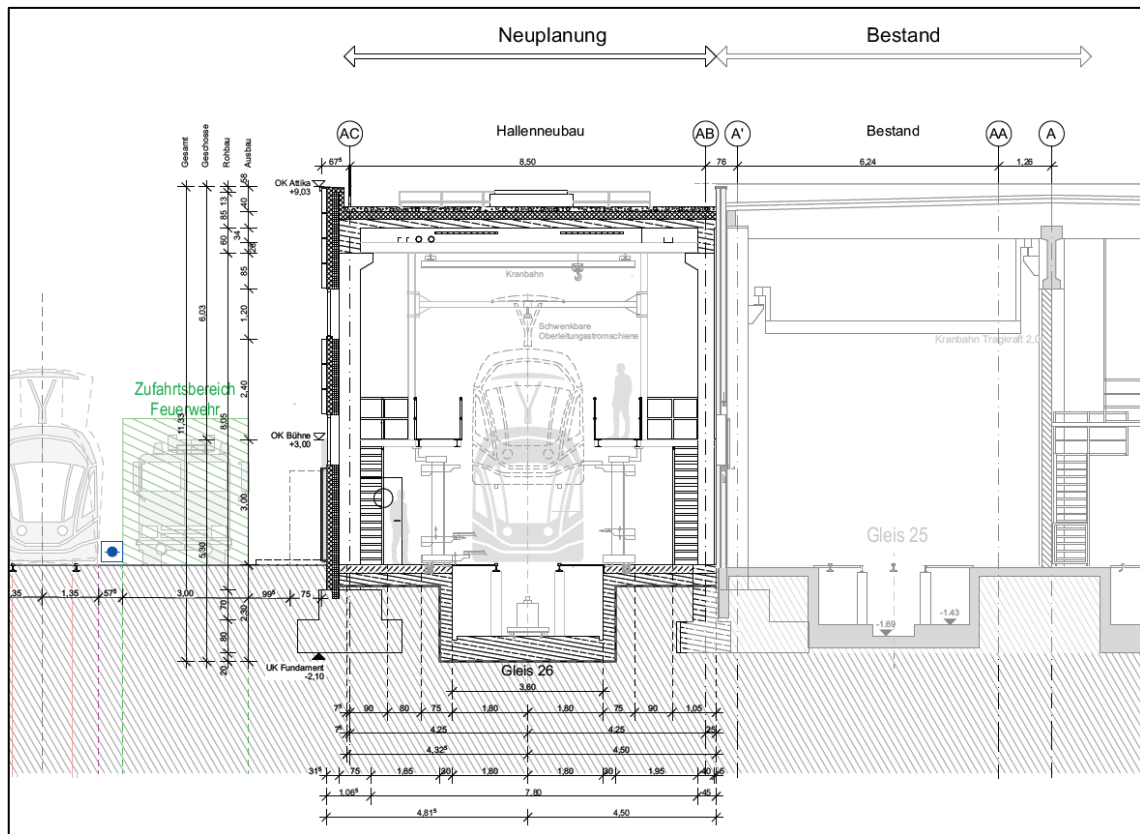 Neuplanung
Bestand
AC
Hallenneubau
AB
A'
Bestand
AA
A
67⁵
8,50
76
6,24
1,26
Gesamt
Geschosse
Rohbau
Ausbau
OK Attika
+9,03
58
13
40
85
34
60
26
85
6,03
1,20
2,40
11,33
8,05
3,00
5,30
2,30
70
80
20
Kranbahn
Schwenkbare
Oberleitungsstromschiene
Kranbahn Tragkraft 2,0
Zufahrtsbereich
Feuerwehr
OK Bühne
+3,00
Gleis 25
35
1,35
57⁵
3,00
99⁵
75
-1.69
-1.43
UK Fundament
-2.10
Gleis 26
3,60
7⁵
90
80
75
1,80
1,80
75
90
1,05
7⁵
4,25
4,25
25
4,32⁵
4,50
31⁵
75
1,65
30
1,80
1,80
30
1,95
40
5
1,06⁵
7,80
45
4,81⁵
4,50